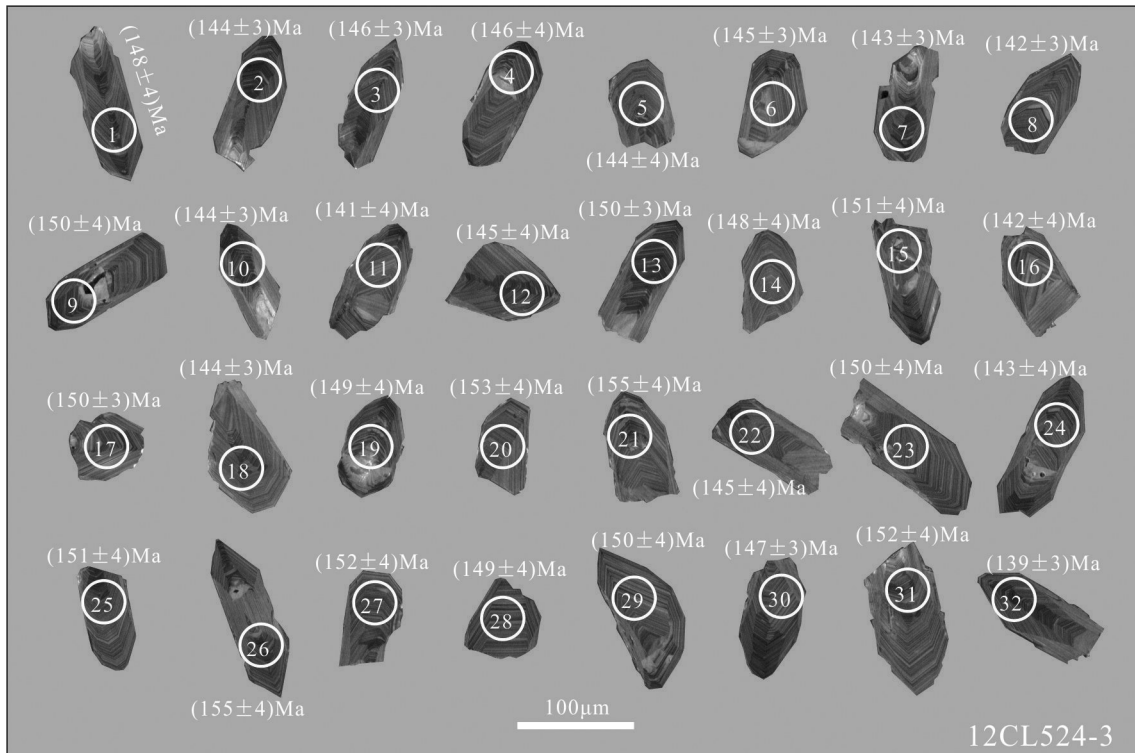 (148±4)Ma
(144±3)Ma
(146±3)Ma
(146±4)Ma
(145±3)Ma
(143±3)Ma
(142±3)Ma
1
2
3
4
5
6
7
8
(144±4)Ma
(150±4)Ma
(144±3)Ma
(141±4)Ma
(145±4)Ma
(150±3)Ma
(148±4)Ma
(151±4)Ma
(142±4)Ma
9
10
11
12
13
14
15
16
(150±3)Ma
(144±3)Ma
(149±4)Ma
(153±4)Ma
(155±4)Ma
(150±4)Ma
(143±4)Ma
17
18
19
20
21
22
23
24
(145±4)Ma
(151±4)Ma
(152±4)Ma
(149±4)Ma
(150±4)Ma
(147±3)Ma
(152±4)Ma
(139±3)Ma
25
26
27
28
29
30
31
32
(155±4)Ma
100μm
12CL524-3